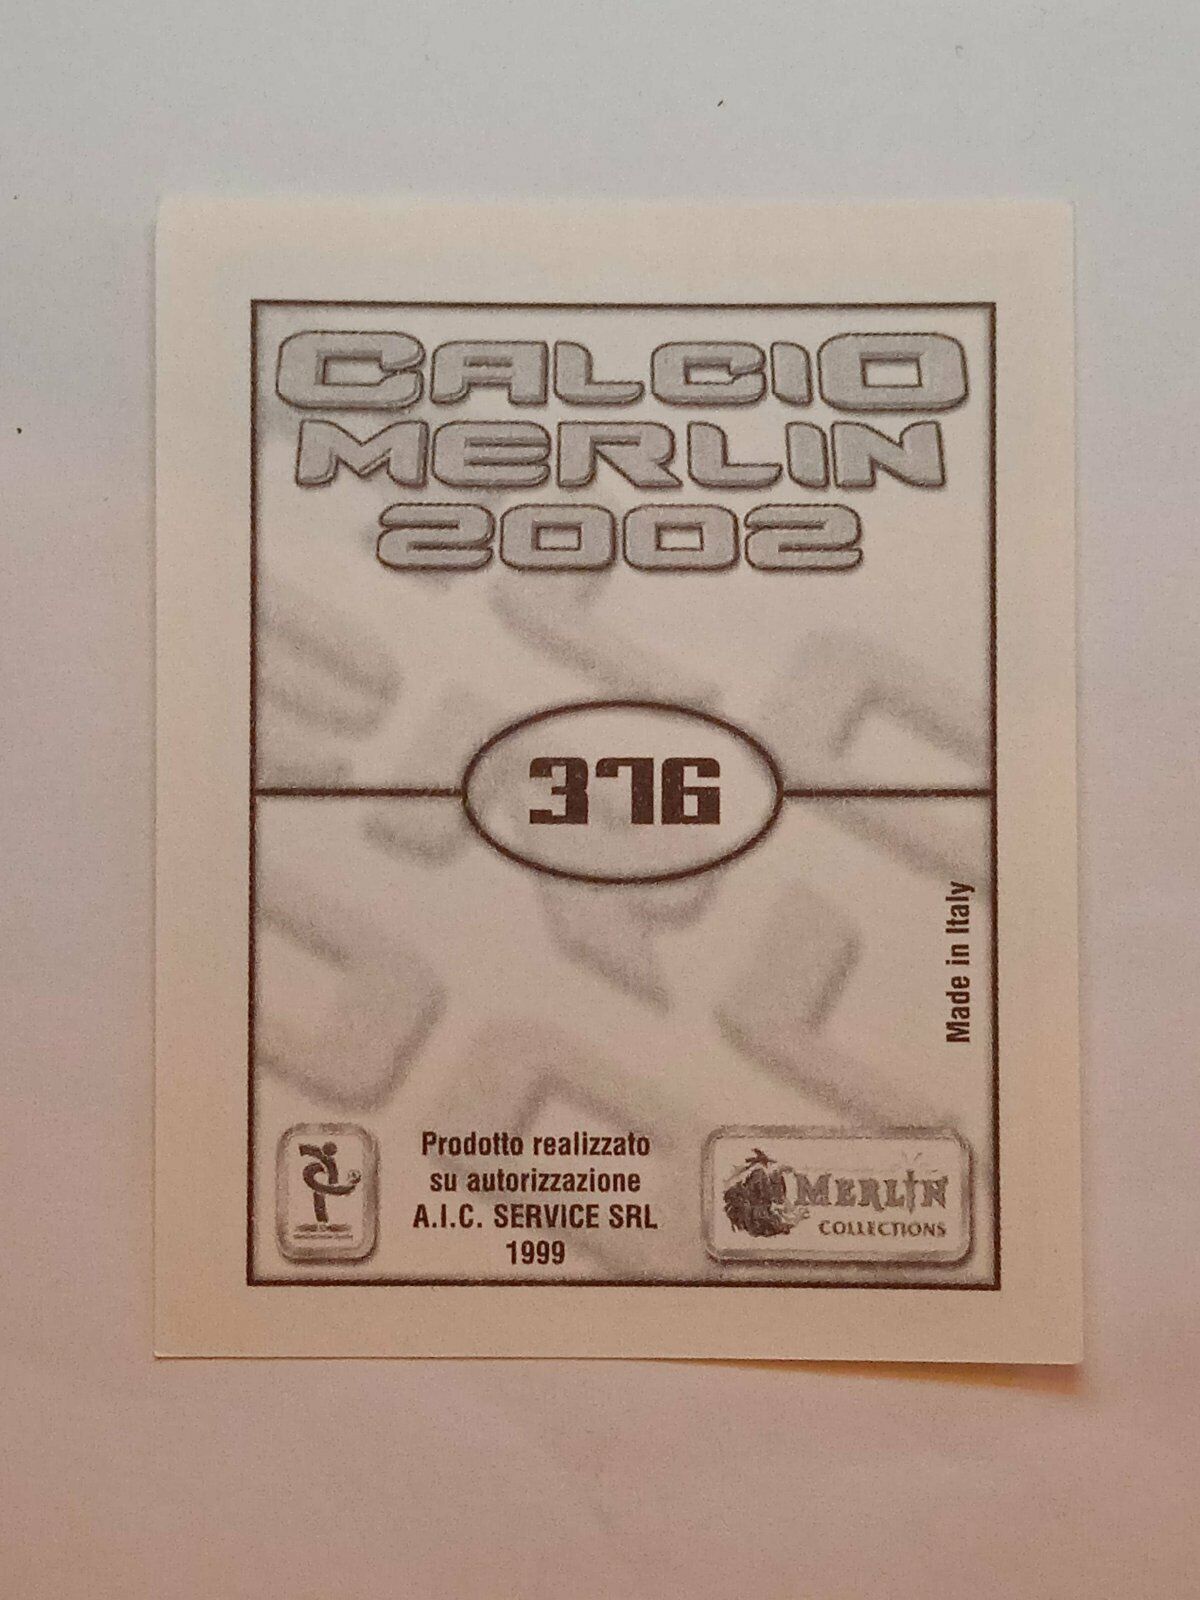 CALCIO
MERLIN
2002
376
Made in Italy
Prodotto realizzato
su autorizzazione
A.I.C. SERVICE SRL
1999
MERLIN
COLLECTIONS